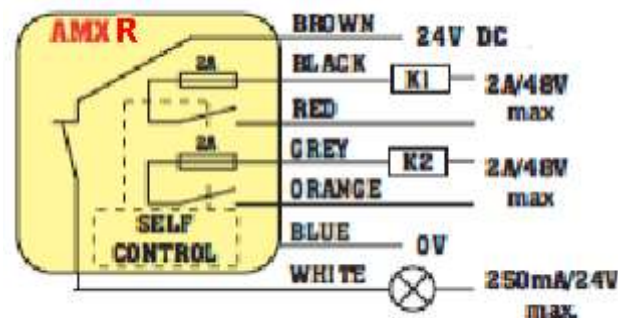 AMX R
BROWN
24V DC
2A
BLACK
K1
2A/48V
max
RED
2A
GREY
K2
2A/48V
max
ORANGE
SELF
CONTROL
BLUE
0V
WHITE
250mA/24V
max.